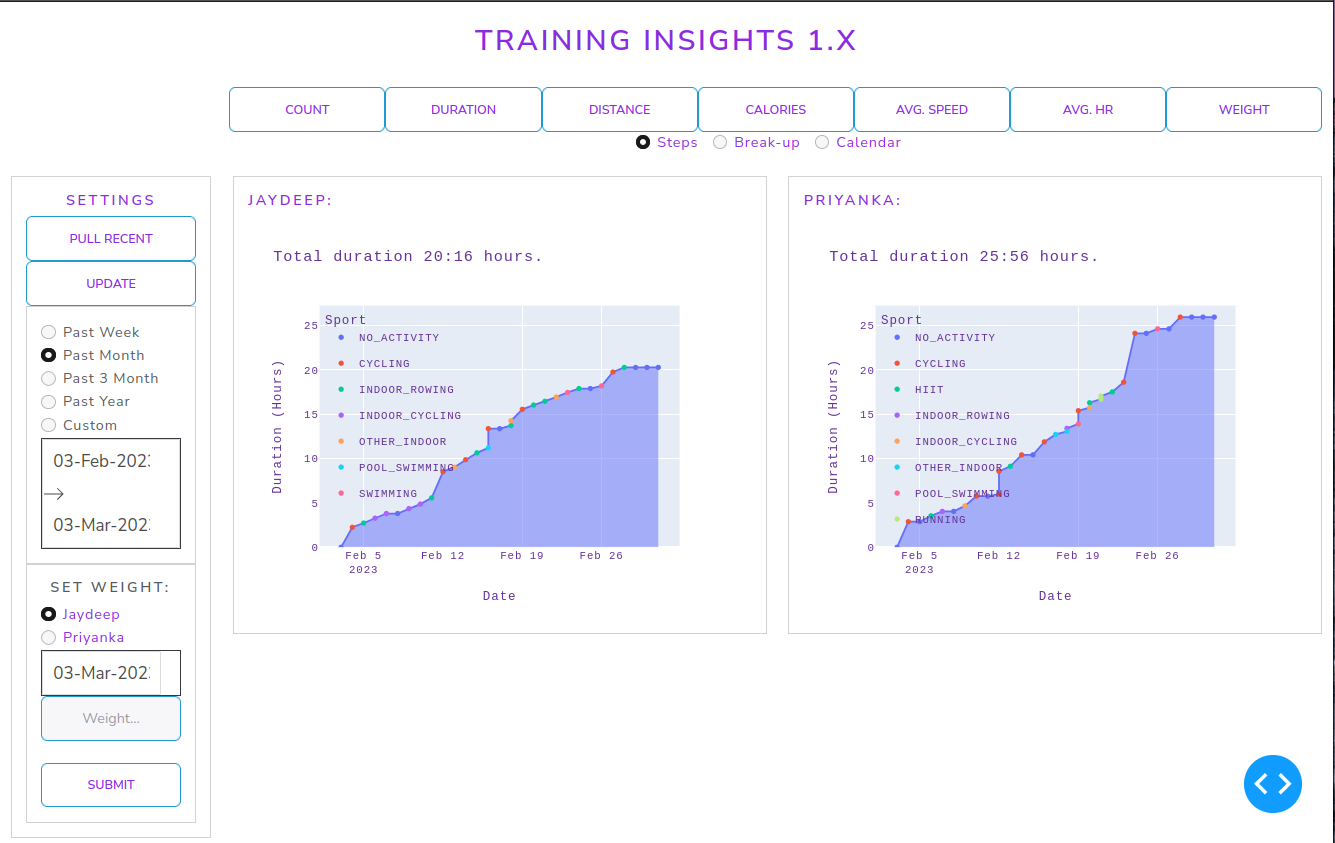 TRAINING INSIGHTS 1.X
COUNT DURATION DISTANCE CALORIES AVG. SPEED AVG. HR WEIGHT
Steps Break-up Calendar
SETTINGS
PULL RECENT
UPDATE
Past Week
Past Month
Past 3 Month
Past Year
Custom
03-Feb-202
03-Mar-202
SET WEIGHT:
Jaydeep
Priyanka
03-Mar-202
Weight...
SUBMIT
JAYDEEP:
Total duration 20:16 hours.
Sport
NO_ACTIVITY
CYCLING
INDOOR_ROWING
INDOOR_CYCLING
OTHER_INDOOR
POOL_SWIMMING
SWIMMING
Duration (Hours)
25
20
15
10
5
0
Feb 5 Feb 12 Feb 19 Feb 26
2023
Date
PRIYANKA:
Total duration 25:56 hours.
Sport
NO_ACTIVITY
CYCLING
HIIT
INDOOR_ROWING
INDOOR_CYCLING
OTHER_INDOOR
POOL_SWIMMING
RUNNING
Duration (Hours)
25
20
15
10
5
0
Feb 5 Feb 12 Feb 19 Feb 26
2023
Date